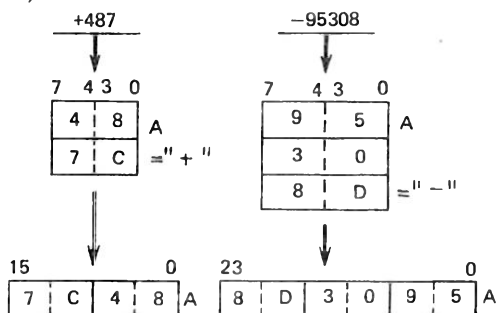 +487 −95308
7 4 3 0 7 4 3 0
4 8 A 9 5 A
7 C =" + " 3 0
8 D =" − "
15 0 23 0
7 C 4 8 A 8 D 3 0 9 5 A